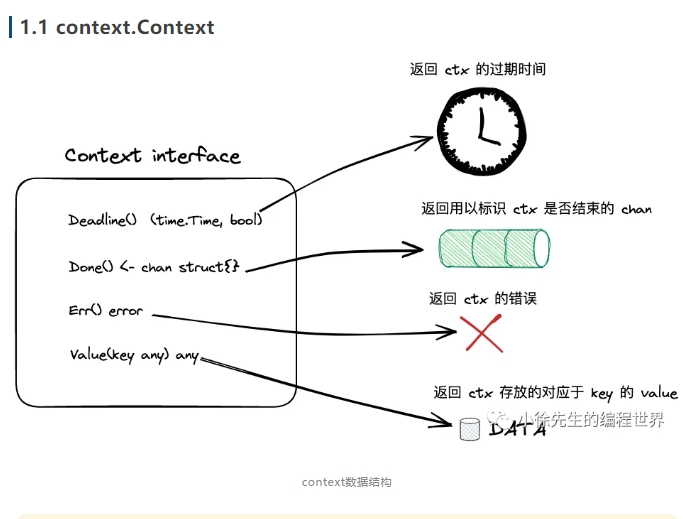 1.1 context.Context
返回 ctx 的过期时间
Context interface
Deadline() (time.Time, bool)
返回用以标识 ctx 是否结束的 chan
Done() <- chan struct{}
返回 ctx 的错误
Err() error
Value(key any) any
返回 ctx 存放的对应于 key 的 value
小徐先生的编程世界
DATA
context数据结构